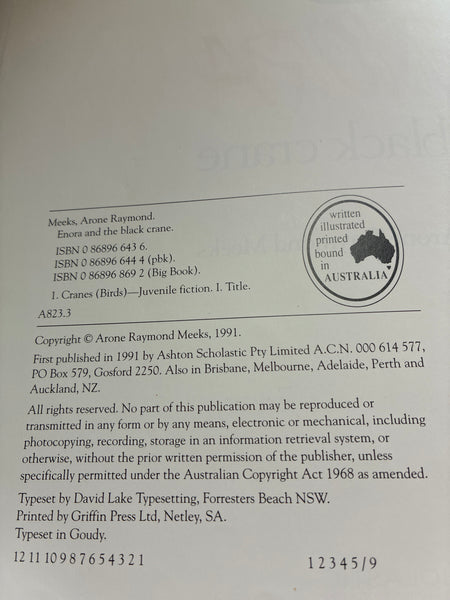 Meeks, Arone Raymond.
Enora and the black crane.
ISBN 0 86896 643 6.
ISBN 0 86896 644 4 (pbk).
ISBN 0 86896 869 2 (Big Book).
1. Cranes (Birds)—Juvenile fiction. I. Title.
A823.3
written
illustrated
printed
bound
in
AUSTRALIA
Copyright © Arone Raymond Meeks, 1991.
First published in 1991 by Ashton Scholastic Pty Limited A.C.N. 000 614 577,
PO Box 579, Gosford 2250. Also in Brisbane, Melbourne, Adelaide, Perth and
Auckland, NZ.
All rights reserved. No part of this publication may be reproduced or
transmitted in any form or by any means, electronic or mechanical, including
photocopying, recording, storage in an information retrieval system, or
otherwise, without the prior written permission of the publisher, unless
specifically permitted under the Australian Copyright Act 1968 as amended.
Typeset by David Lake Typesetting, Forresters Beach NSW.
Printed by Griffin Press Ltd, Netley, SA.
Typeset in Goudy.
12 11 10 9 8 7 6 5 4 3 2 1 1 2 3 4 5 / 9
black crane